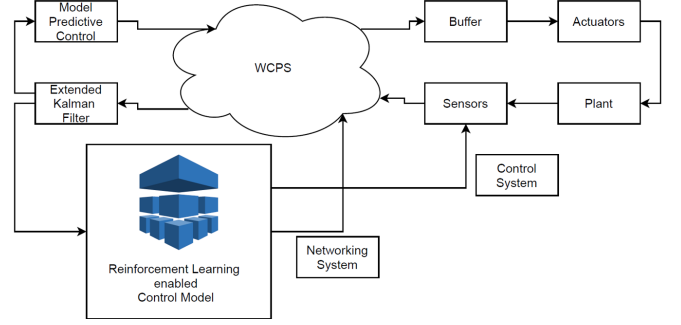 Model
Predictive
Control
WCPS
Buffer
Actuators
Extended
Kalman
Filter
Sensors
Plant
Control
System
Networking
System
Reinforcement Learning
enabled
Control Model